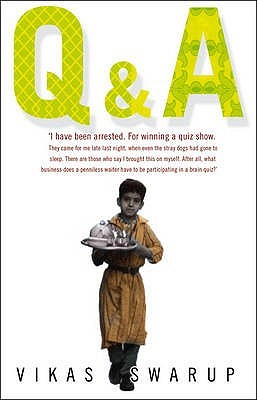 Q & A
'I have been arrested. For winning a quiz show.
They came for me late last night, when even the stray dogs had gone to
sleep. There are those who say I brought this on myself. After all, what
business does a penniless waiter have to be participating in a brain quiz?'
VIKAS SWARUP